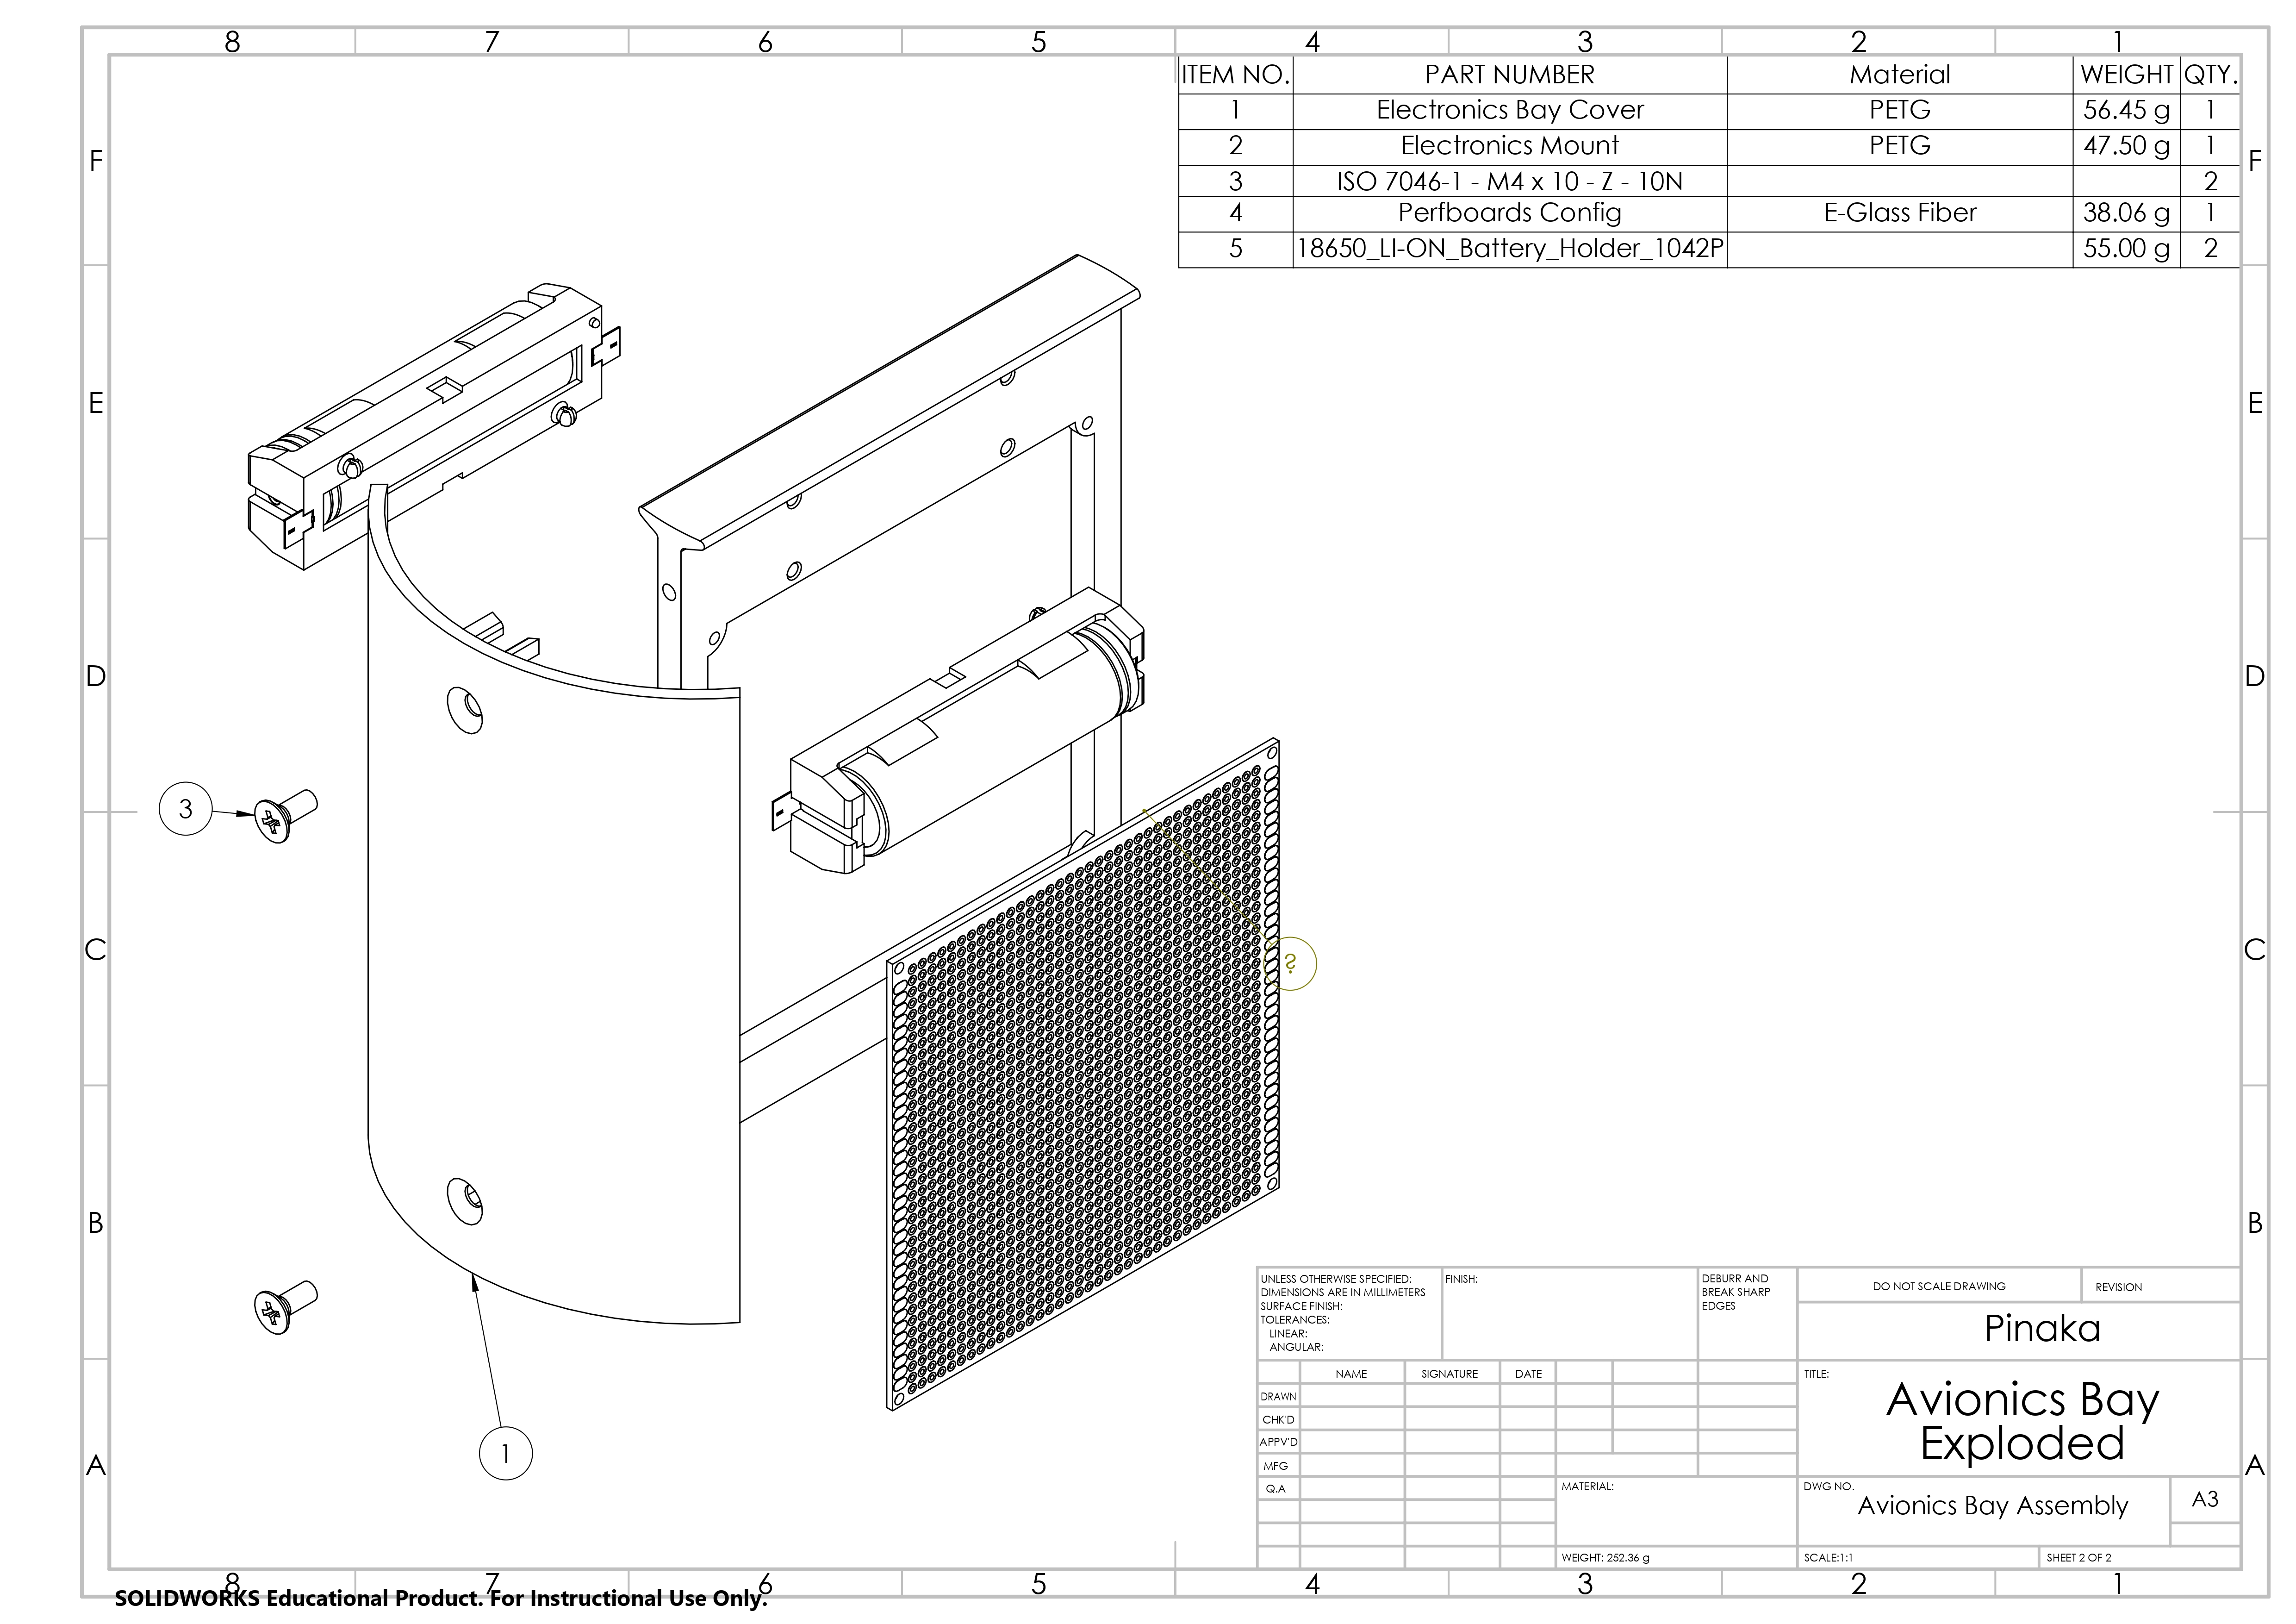 8 7 6 5 4 3 2 1
ITEM NO. PART NUMBER Material WEIGHT QTY.
1 Electronics Bay Cover PETG 56.45 g 1
2 Electronics Mount PETG 47.50 g 1
3 ISO 7046-1 - M4 x 10 - Z - 10N 2
4 Perfboards Config E-Glass Fiber 38.06 g 1
5 18650_LI-ON_Battery_Holder_1042P 55.00 g 2
F F
E E
D D
3
C C
?
B B
1
A A
UNLESS OTHERWISE SPECIFIED:
DIMENSIONS ARE IN MILLIMETERS
SURFACE FINISH:
TOLERANCES:
LINEAR:
ANGULAR:
FINISH:
DEBURR AND
BREAK SHARP
EDGES
DO NOT SCALE DRAWING
REVISION
Pinaka
NAME SIGNATURE DATE
DRAWN
CHK'D
APPV'D
MFG
Q.A
TITLE:
Avionics Bay
Exploded
MATERIAL:
DWG NO.
Avionics Bay Assembly
A3
WEIGHT: 252.36 g
SCALE:1:1
SHEET 2 OF 2
8 7 6 5 4 3 2 1
SOLIDWORKS Educational Product. For Instructional Use Only.